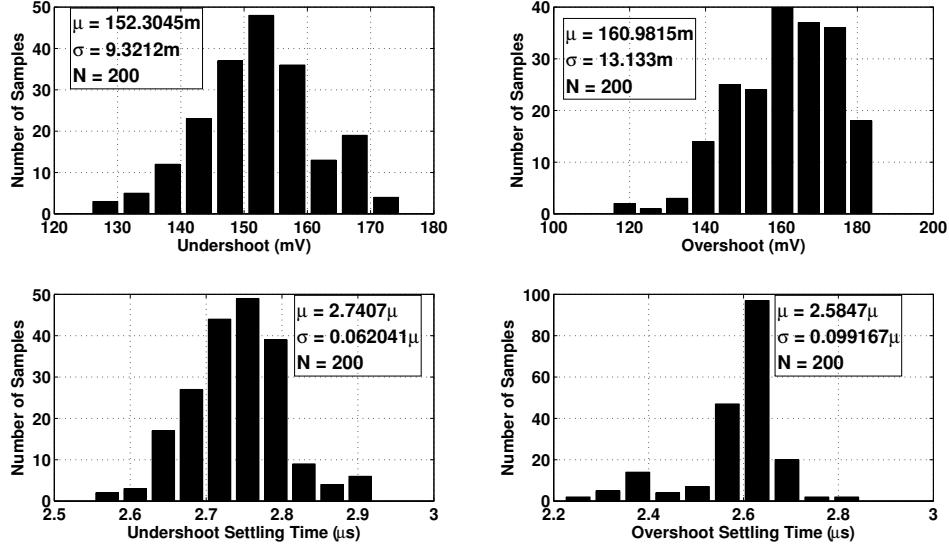 50
40
30
20
10
0
Number of Samples
μ = 152.3045m
σ = 9.3212m
N = 200
120 130 140 150 160 170 180
Undershoot (mV)
40
30
20
10
0
Number of Samples
μ = 160.9815m
σ = 13.133m
N = 200
100 120 140 160 180 200
Overshoot (mV)
50
40
30
20
10
0
Number of Samples
μ = 2.7407μ
σ = 0.062041μ
N = 200
2.5 2.6 2.7 2.8 2.9 3
Undershoot Settling Time (μs)
100
80
60
40
20
0
Number of Samples
μ = 2.5847μ
σ = 0.099167μ
N = 200
2.2 2.4 2.6 2.8 3
Overshoot Settling Time (μs)